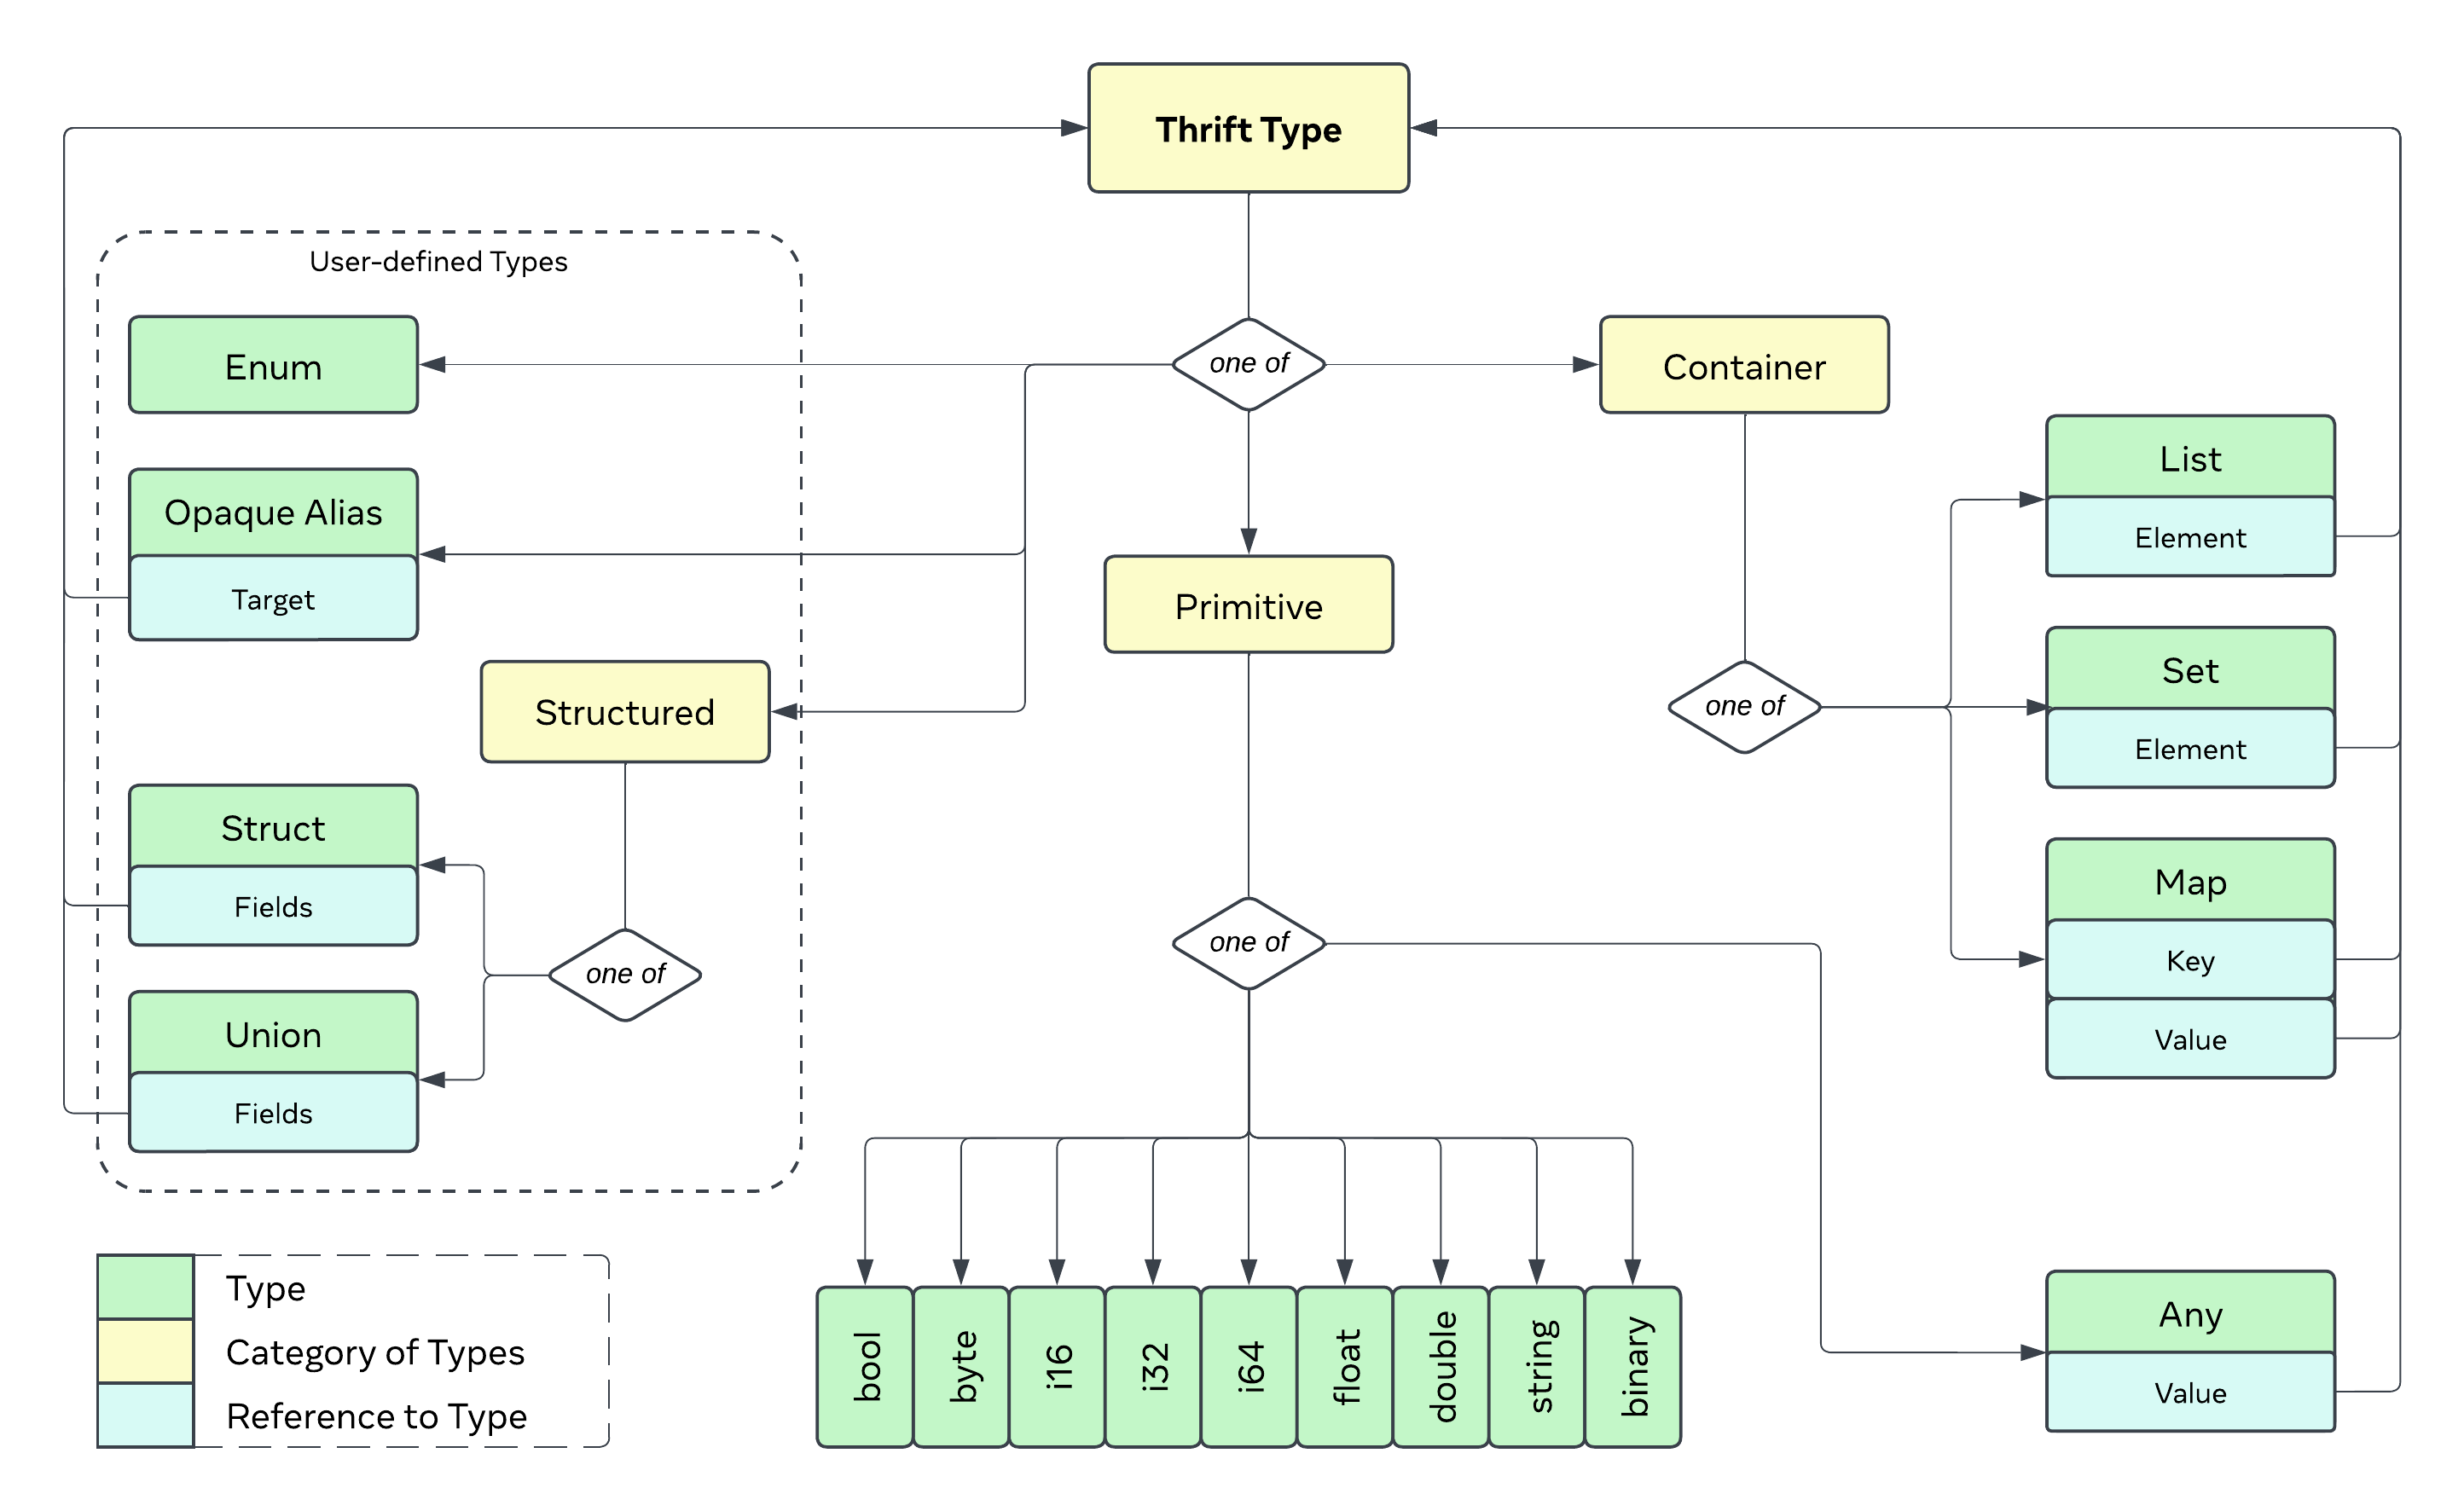 Thrift Type
User-defined Types
Enum
one of
Container
Opaque Alias
Target
List
Element
Primitive
Structured
one of
Set
Element
Struct
Fields
one of
one of
Map
Key
Value
Union
Fields
Type
Category of Types
Reference to Type
bool
byte
i16
i32
i64
float
double
string
binary
Any
Value